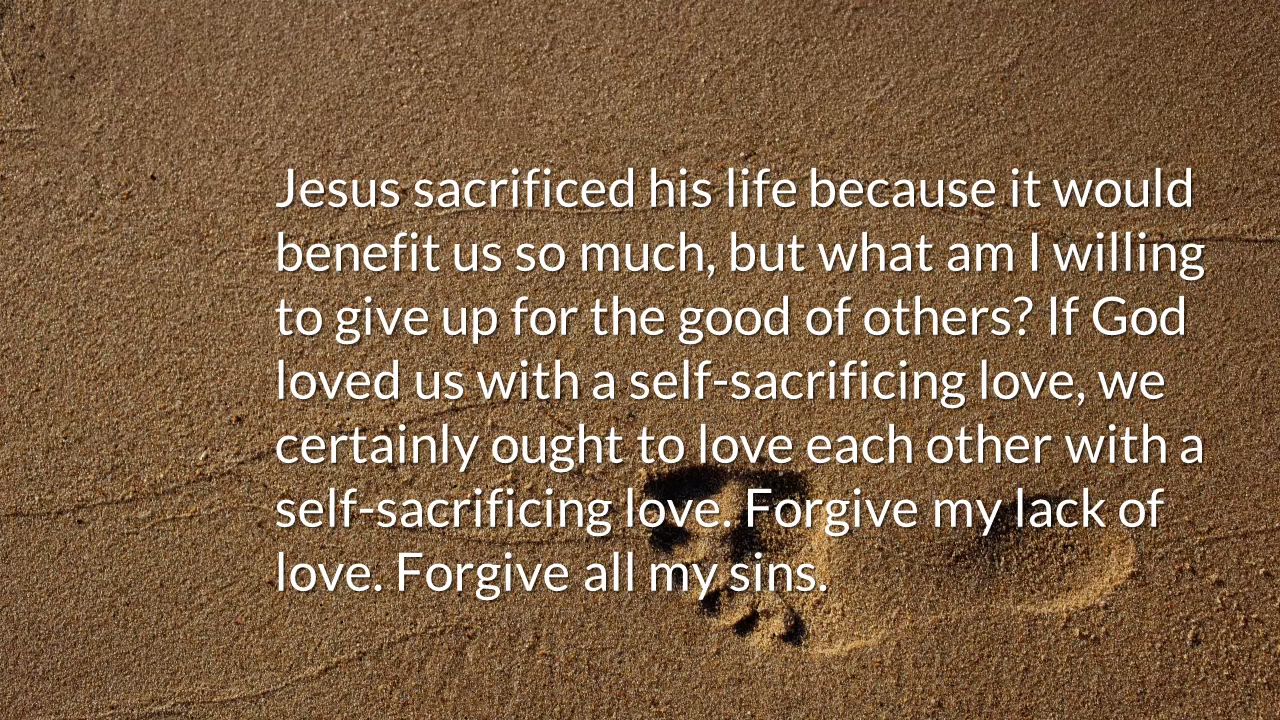 Jesus sacrificed his life because it would
benefit us so much, but what am I willing
to give up for the good of others? If God
loved us with a self-sacrificing love, we
certainly ought to love each other with a
self-sacrificing love. Forgive my lack of
love. Forgive all my sins.